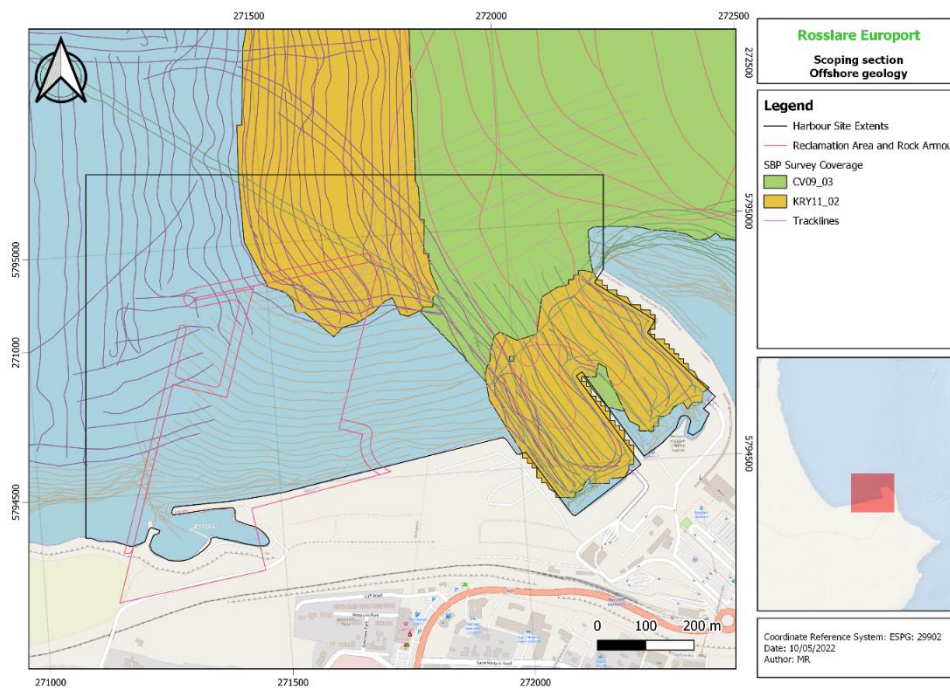 271500
272000
272500
Rosslare Europort
Scoping section
Offshore geology
Legend
Harbour Site Extents
Reclamation Area and Rock Armou
SBP Survey Coverage
CV09_03
KRY11_02
Tracklines
272500
5795000
5795000
271000
5794500
5794500
0 100 200 m
Coordinate Reference System: ESPG: 29902
Date: 10/05/2022
Author: MR
271000
271500
272000
272500